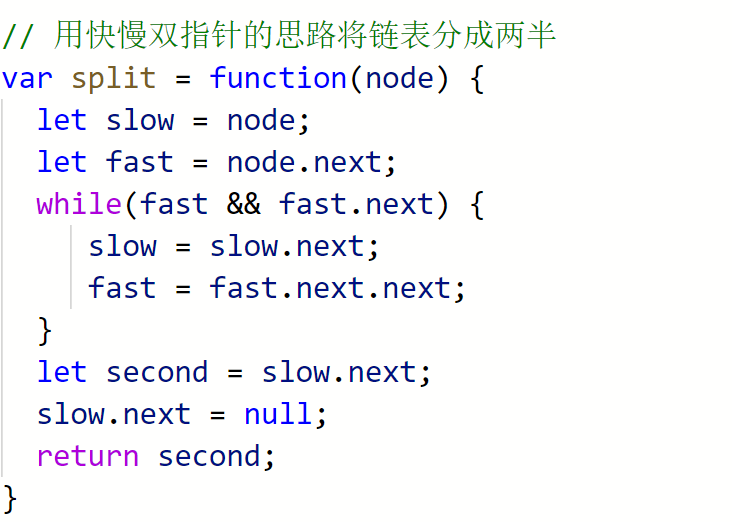 // 用快慢双指针的思路将链表分成两半
var split = function(node) {
  let slow = node;
  let fast = node.next;
  while(fast && fast.next) {
     slow = slow.next;
     fast = fast.next.next;
  }
  let second = slow.next;
  slow.next = null;
  return second;
}